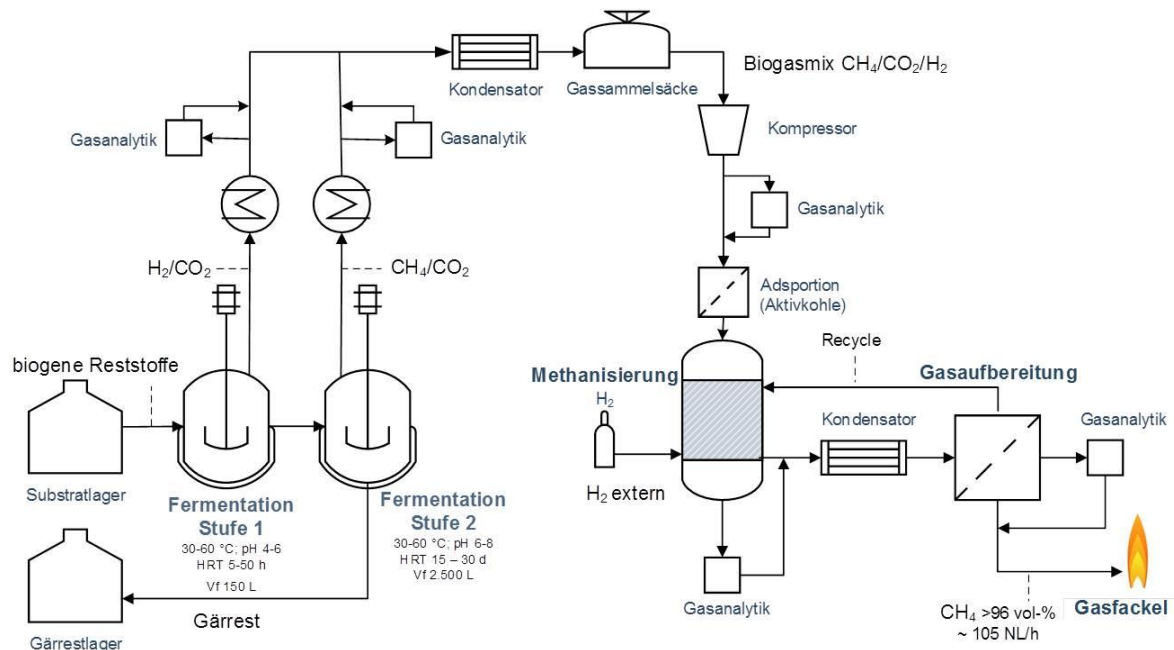 Kondensator
Gassammelsäcke
Biogasmix CH₄/CO₂/H₂
Gasanalytik
Gasanalytik
Kompressor
Gasanalytik
H₂/CO₂
CH₄/CO₂
Adsportion
(Aktivkohle)
biogene Reststoffe
Recycle
Methanisierung
Gasaufbereitung
H₂
Kondensator
Gasanalytik
Substratlager
H₂ extern
Fermentation
Stufe 1
30-60 °C; pH 4-6
HRT 5-50 h
Vf 150 L
Fermentation
Stufe 2
30-60 °C; pH 6-8
HRT 15 – 30 d
Vf 2.500 L
Gärrest
Gärrestlager
Gasanalytik
CH₄ >96 vol-%
~ 105 NL/h
Gasfackel